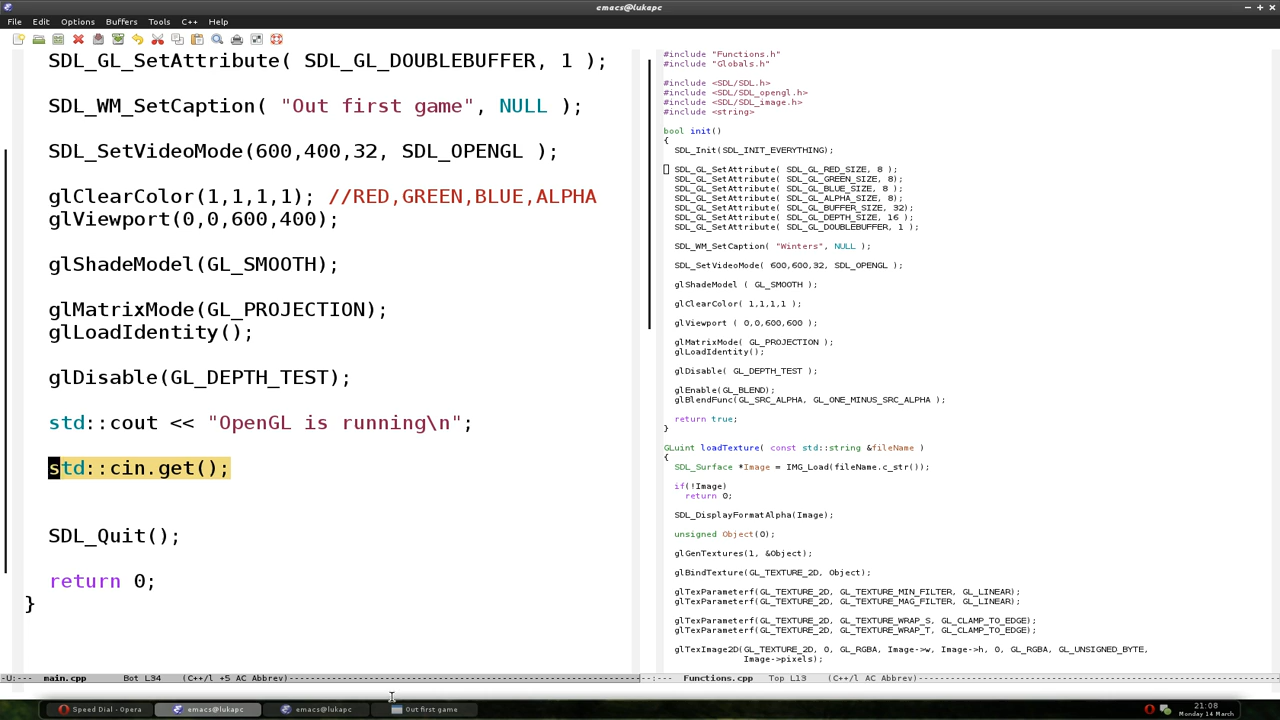 emacs@lukapc
File Edit Options Buffers Tools C++ Help
SDL_GL_SetAttribute( SDL_GL_DOUBLEBUFFER, 1 );
SDL_WM_SetCaption( "Out first game", NULL );
SDL_SetVideoMode(600,400,32, SDL_OPENGL );
glClearColor(1,1,1,1); //RED,GREEN,BLUE,ALPHA
glViewport(0,0,600,400);
glShadeModel(GL_SMOOTH);
glMatrixMode(GL_PROJECTION);
glLoadIdentity();
glDisable(GL_DEPTH_TEST);
std::cout << "OpenGL is running\n";
std::cin.get();
SDL_Quit();
return 0;
}
-U:--- main.cpp Bot L34 (C++/l +5 AC Abbrev)
#include "Functions.h"
#include "Globals.h"
#include <SDL/SDL.h>
#include <SDL/SDL_opengl.h>
#include <SDL/SDL_image.h>
#include <string>
bool init()
{
SDL_Init(SDL_INIT_EVERYTHING);
SDL_GL_SetAttribute( SDL_GL_RED_SIZE, 8 );
SDL_GL_SetAttribute( SDL_GL_GREEN_SIZE, 8);
SDL_GL_SetAttribute( SDL_GL_BLUE_SIZE, 8 );
SDL_GL_SetAttribute( SDL_GL_ALPHA_SIZE, 8);
SDL_GL_SetAttribute( SDL_GL_BUFFER_SIZE, 32);
SDL_GL_SetAttribute( SDL_GL_DEPTH_SIZE, 16 );
SDL_GL_SetAttribute( SDL_GL_DOUBLEBUFFER, 1 );
SDL_WM_SetCaption( "Winters", NULL );
SDL_SetVideoMode( 600,600,32, SDL_OPENGL );
glShadeModel ( GL_SMOOTH );
glClearColor( 1,1,1,1 );
glViewport ( 0,0,600,600 );
glMatrixMode( GL_PROJECTION );
glLoadIdentity();
glDisable( GL_DEPTH_TEST );
glEnable(GL_BLEND);
glBlendFunc(GL_SRC_ALPHA, GL_ONE_MINUS_SRC_ALPHA );
return true;
}
GLuint loadTexture( const std::string &fileName )
{
SDL_Surface *Image = IMG_Load(fileName.c_str());
if(!Image)
return 0;
SDL_DisplayFormatAlpha(Image);
unsigned Object(0);
glGenTextures(1, &Object);
glBindTexture(GL_TEXTURE_2D, Object);
glTexParameterf(GL_TEXTURE_2D, GL_TEXTURE_MIN_FILTER, GL_LINEAR);
glTexParameterf(GL_TEXTURE_2D, GL_TEXTURE_MAG_FILTER, GL_LINEAR);
glTexParameterf(GL_TEXTURE_2D, GL_TEXTURE_WRAP_S, GL_CLAMP_TO_EDGE);
glTexParameterf(GL_TEXTURE_2D, GL_TEXTURE_WRAP_T, GL_CLAMP_TO_EDGE);
glTexImage2D(GL_TEXTURE_2D, 0, GL_RGBA, Image->w, Image->h, 0, GL_RGBA, GL_UNSIGNED_BYTE,
Image->pixels);
-:--- Functions.cpp Top L13 (C++/l AC Abbrev)
Speed Dial - Opera emacs@lukapc emacs@lukapc Out first game
21:08
Monday 14 March